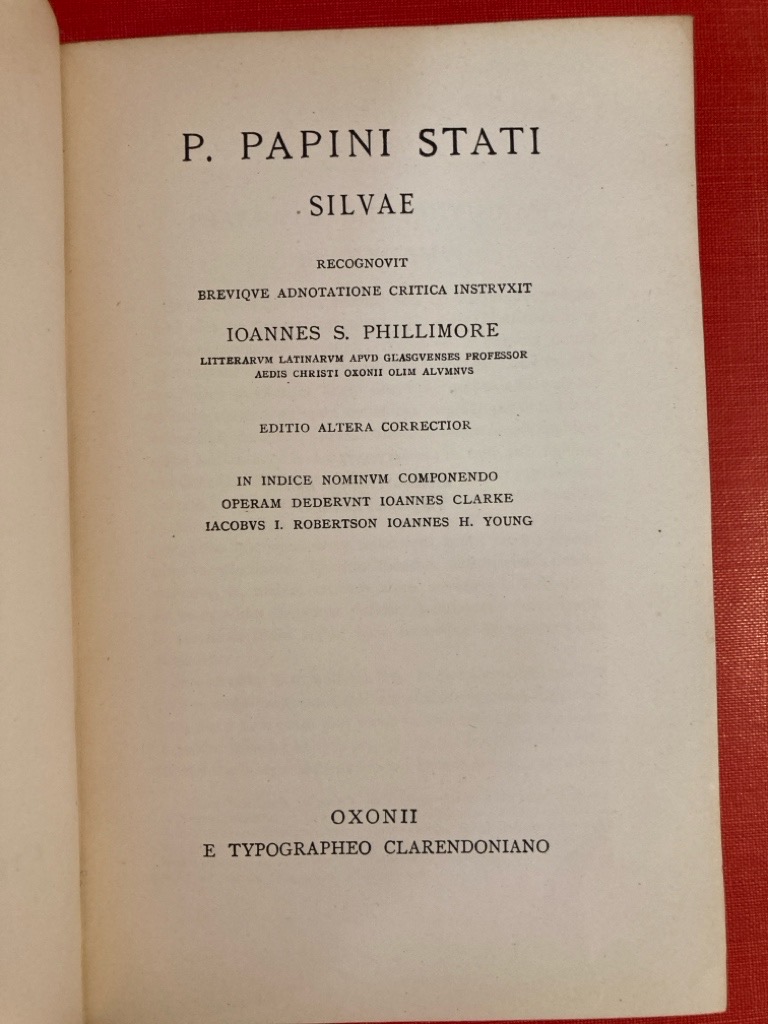 P. PAPINI STATI
SILVAE
RECOGNOVIT
BREVIQVE ADNOTATIONE CRITICA INSTRVXIT
IOANNES S. PHILLIMORE
LITTERARVM LATINARVM APVD GLASGVENSES PROFESSOR
AEDIS CHRISTI OXONII OLIM ALVMNVS
EDITIO ALTERA CORRECTIOR
IN INDICE NOMINVM COMPONENDO
OPERAM DEDERVNT IOANNES CLARKE
IACOBVS I. ROBERTSON IOANNES H. YOUNG
OXONII
E TYPOGRAPHEO CLARENDONIANO